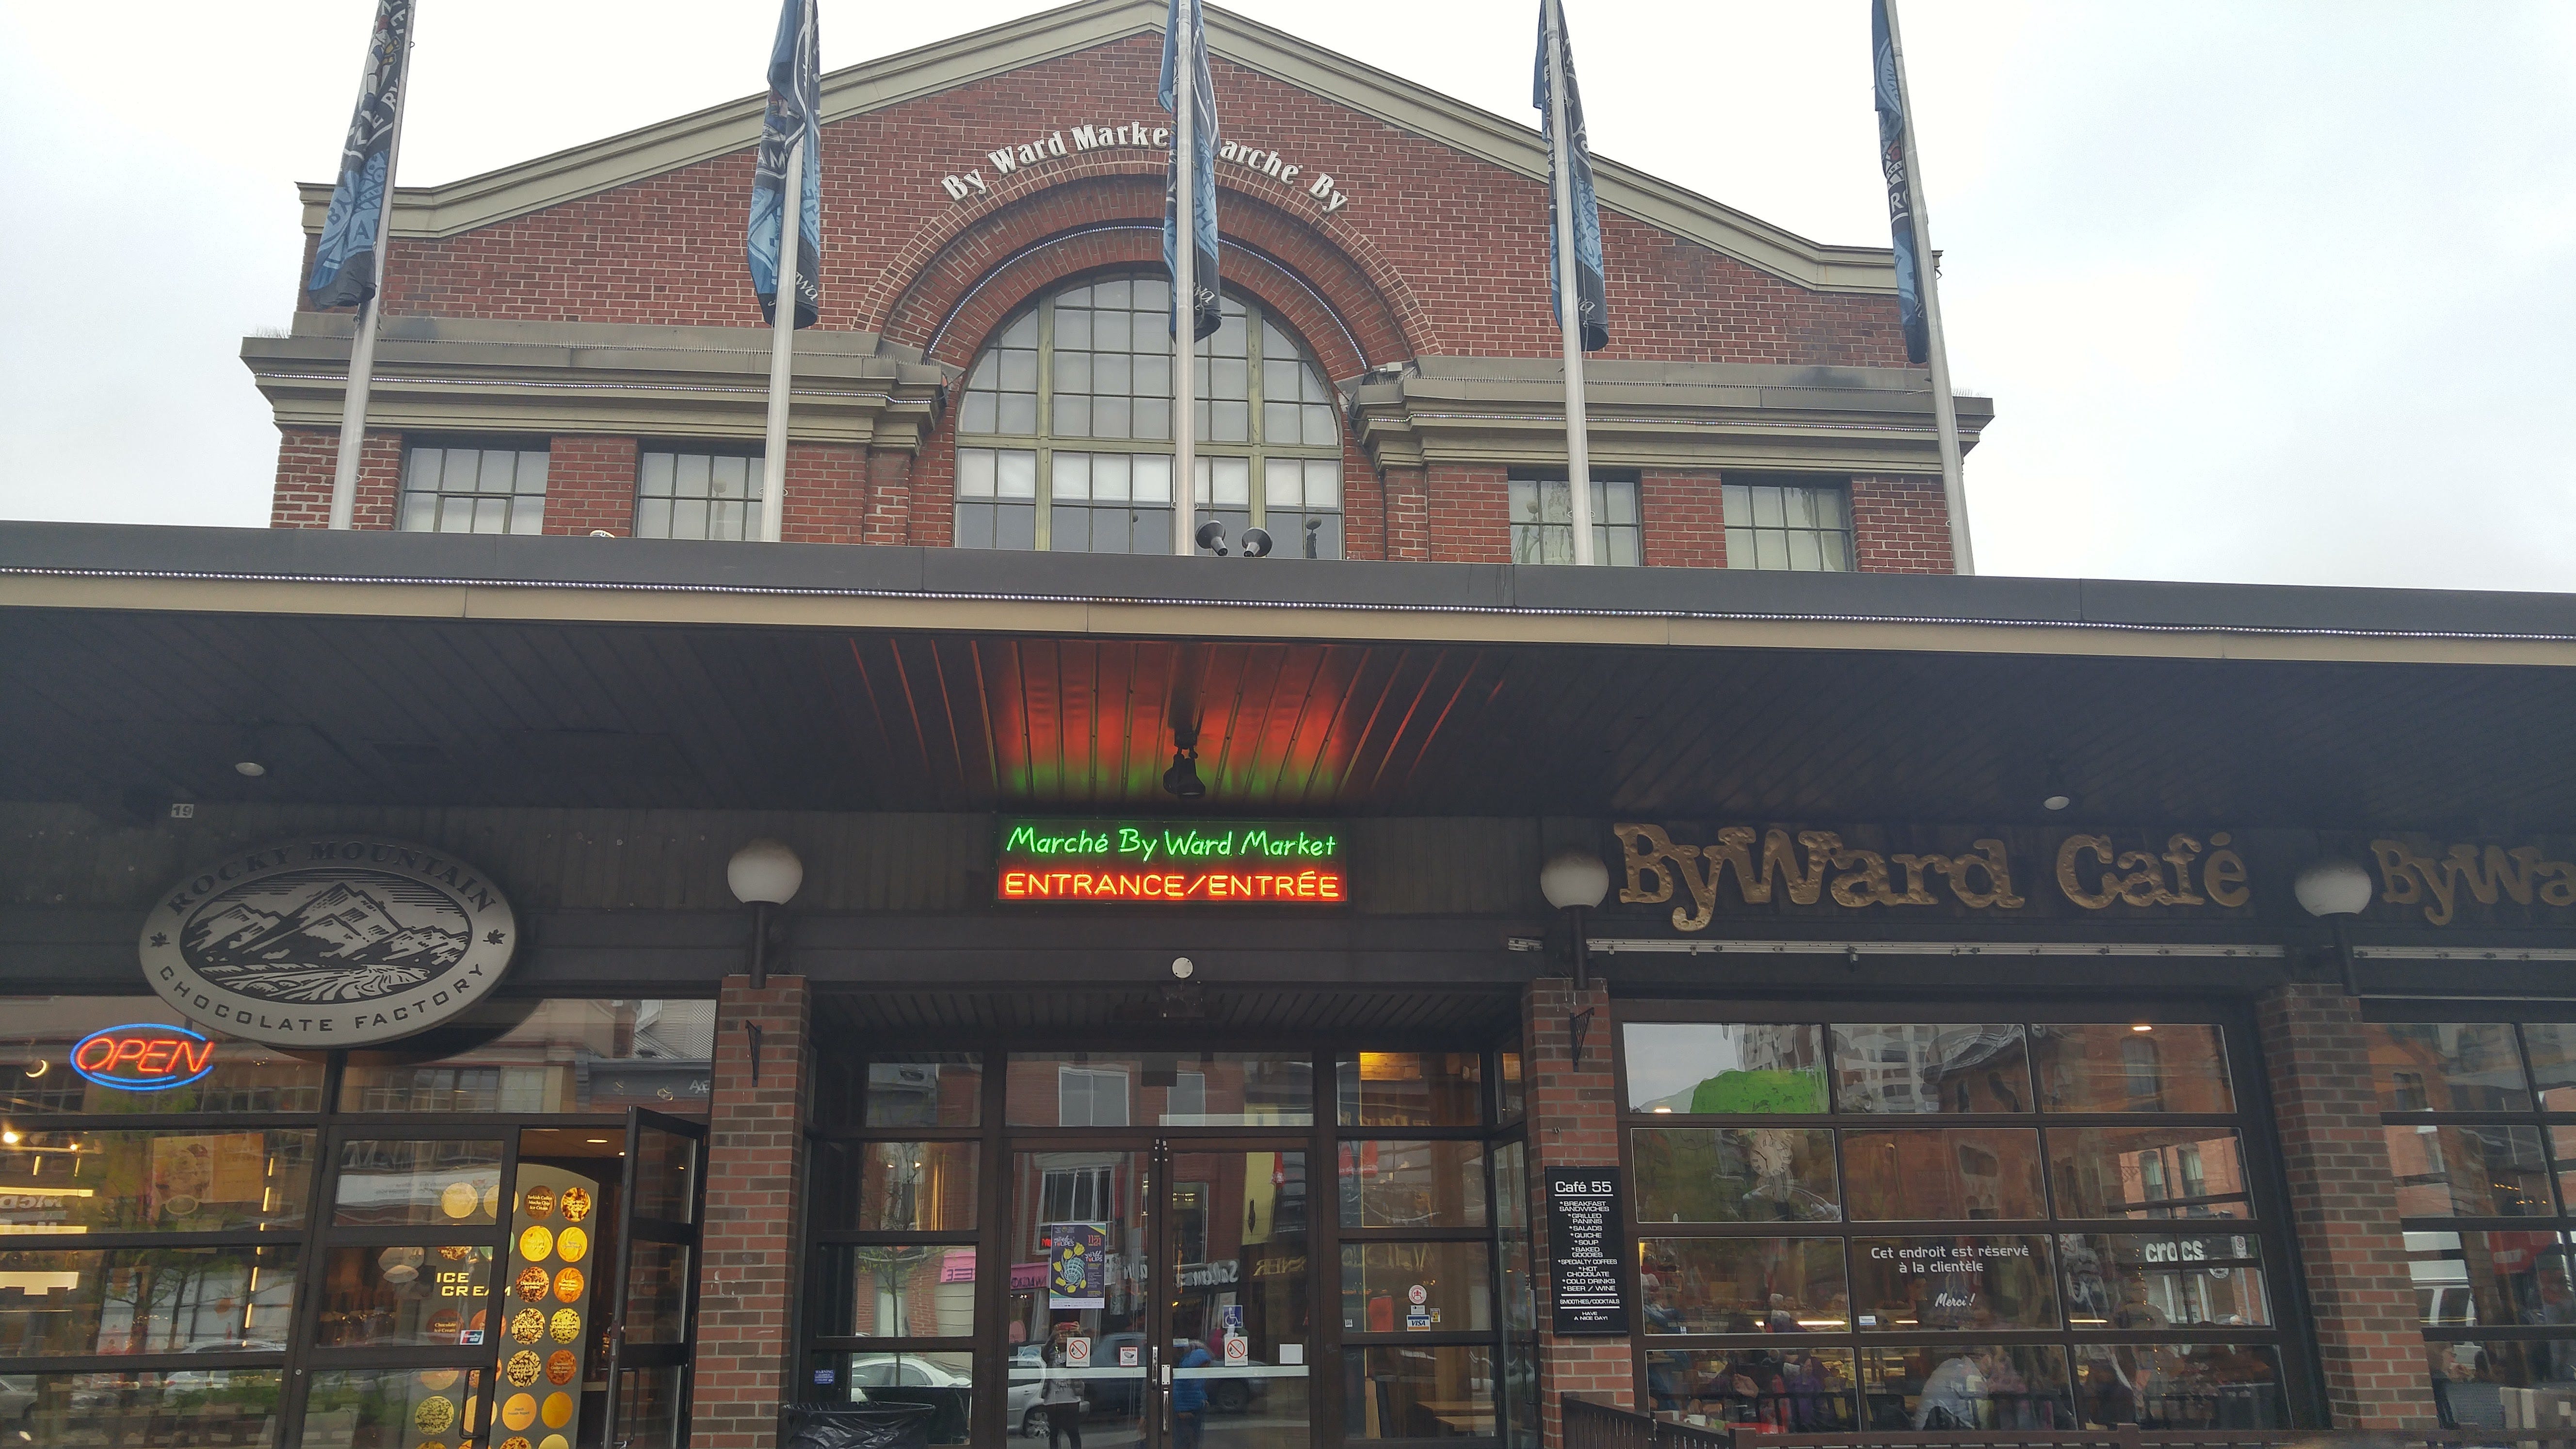 By Ward Marke arché By
Marché By Ward Market
ENTRANCE/ENTRÉE
ROCKY MOUNTAIN
CHOCOLATE FACTORY
OPEN
19
ByWard Café
ByWa
ICE
CREAM
Café 55
*BREAKFAST
SANDWICHES
*GRILLED
PANINIS
*SALADS
*QUICHE
*SOUP
*BAKED
GOODIES
*SPECIALTY COFFEES
*HOT
CHOCOLATE
*COLD DRINKS
*BEER / WINE
SMOOTHIES/COCKTAILS
HAVE
A NICE DAY!
Cet endroit est réservé
à la clientèle
Merci!
crocs
VISA